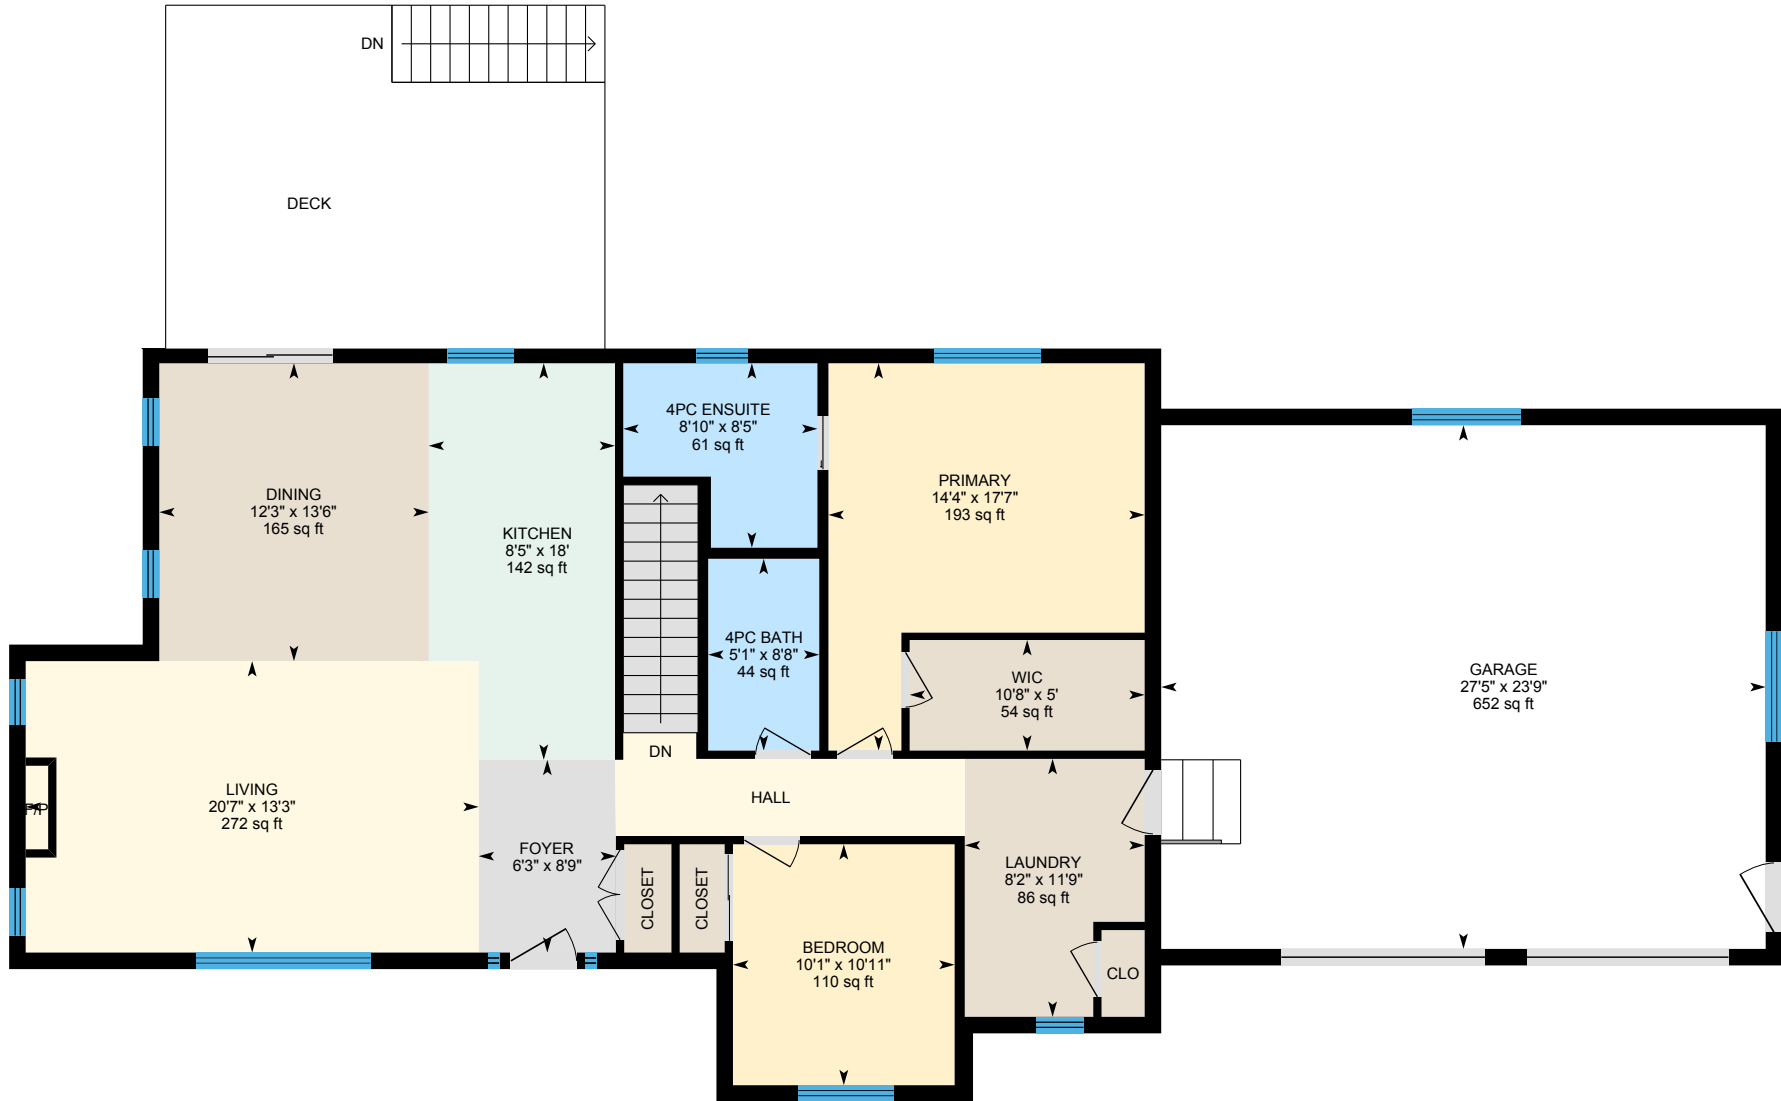 DN
DECK
4PC ENSUITE
8'10" x 8'5"
61 sq ft
PRIMARY
14'4" x 17'7"
193 sq ft
DINING
12'3" x 13'6"
165 sq ft
KITCHEN
8'5" x 18'
142 sq ft
4PC BATH
5'1" x 8'8"
44 sq ft
WIC
10'8" x 5'
54 sq ft
GARAGE
27'5" x 23'9"
652 sq ft
DN
LIVING
20'7" x 13'3"
272 sq ft
F/P
HALL
FOYER
6'3" x 8'9"
CLOSET
CLOSET
LAUNDRY
8'2" x 11'9"
86 sq ft
BEDROOM
10'1" x 10'11"
110 sq ft
CLO